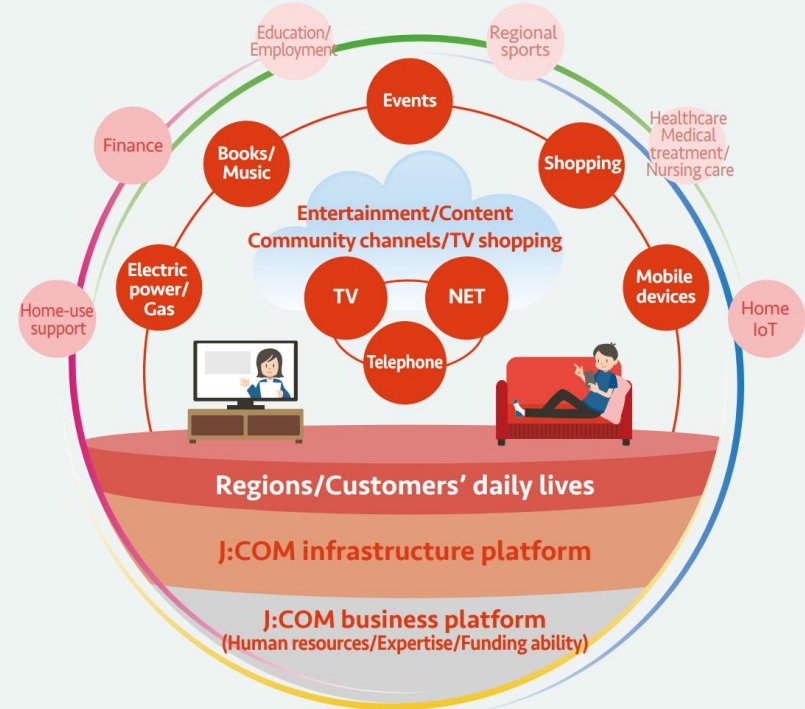 Education/
Employment
Regional
sports
Events
Finance
Books/
Music
Shopping
Healthcare
Medical
treatment/
Nursing care
Entertainment/Content
Community channels/TV shopping
Electric
power/
Gas
TV
NET
Mobile
devices
Home-use
support
Home
IoT
Telephone
Regions/Customers’ daily lives
J:COM infrastructure platform
J:COM business platform
(Human resources/Expertise/Funding ability)